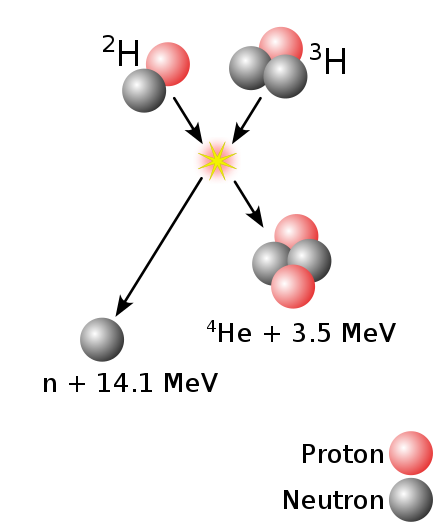 ²H
³H
⁴He + 3.5 MeV
n + 14.1 MeV
Proton
Neutron